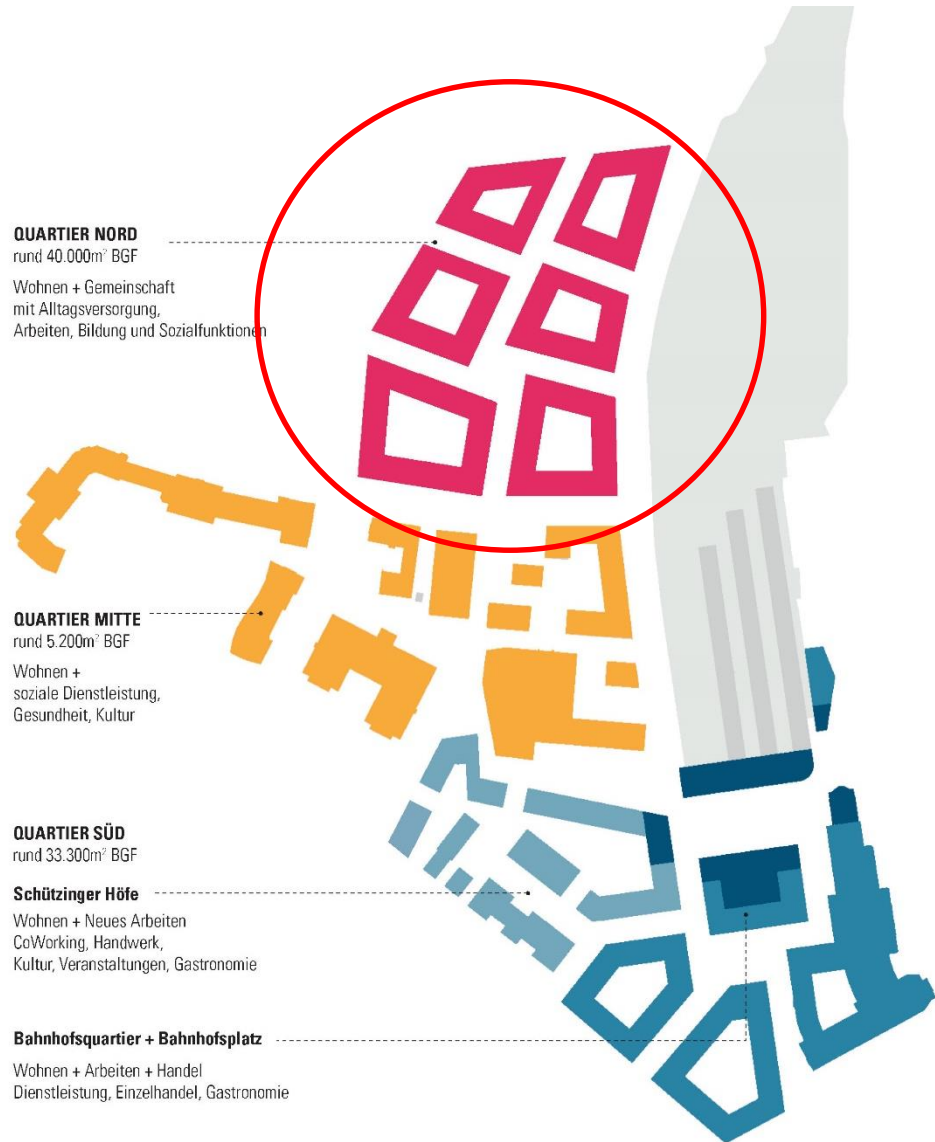 QUARTIER NORD
rund 40.000m² BGF
Wohnen + Gemeinschaft
mit Alltagsversorgung,
Arbeiten, Bildung und Sozialfunktionen
QUARTIER MITTE
rund 5.200m² BGF
Wohnen +
soziale Dienstleistung,
Gesundheit, Kultur
QUARTIER SÜD
rund 33.300m² BGF
Schützinger Höfe
Wohnen + Neues Arbeiten
CoWorking, Handwerk,
Kultur, Veranstaltungen, Gastronomie
Bahnhofsquartier + Bahnhofsplatz
Wohnen + Arbeiten + Handel
Dienstleistung, Einzelhandel, Gastronomie